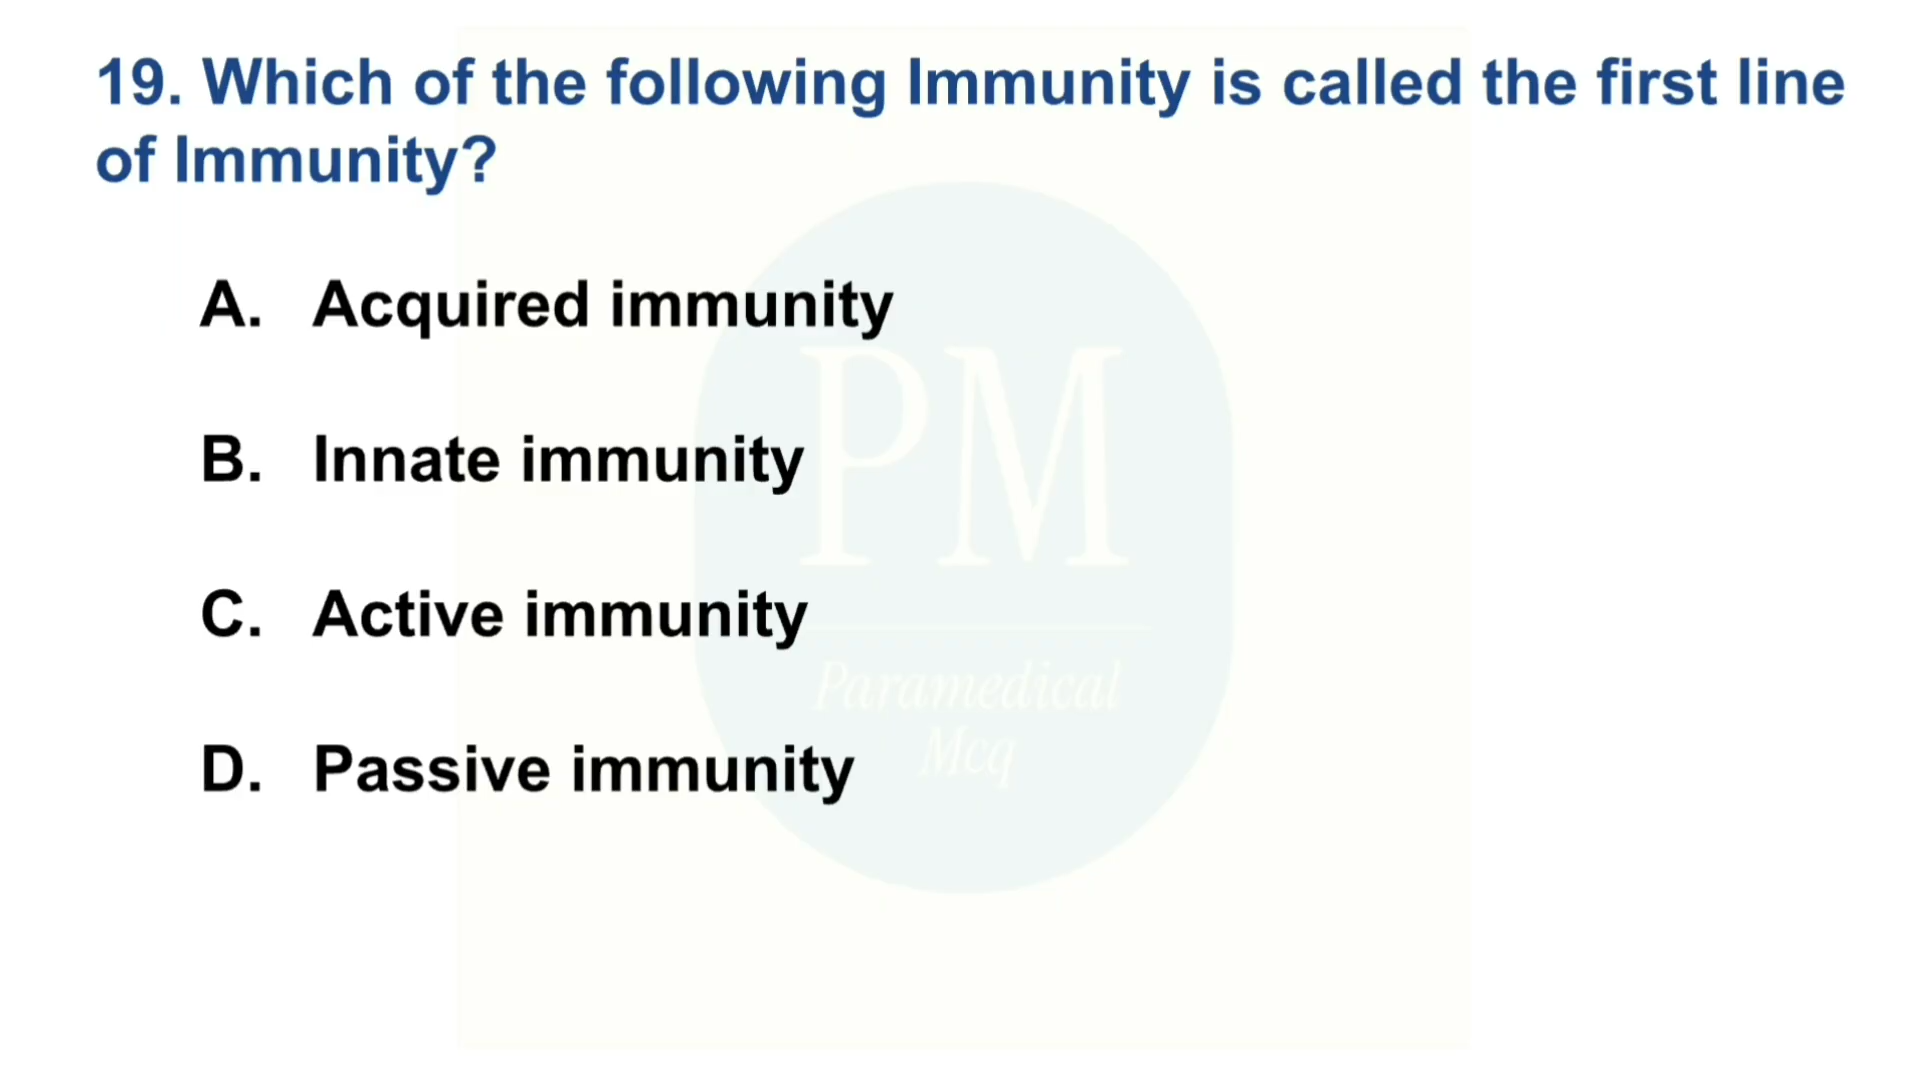 19. Which of the following Immunity is called the first line
of Immunity?
A. Acquired immunity
B. Innate immunity
C. Active immunity
D. Passive immunity
PM
Paramedical
Mcq